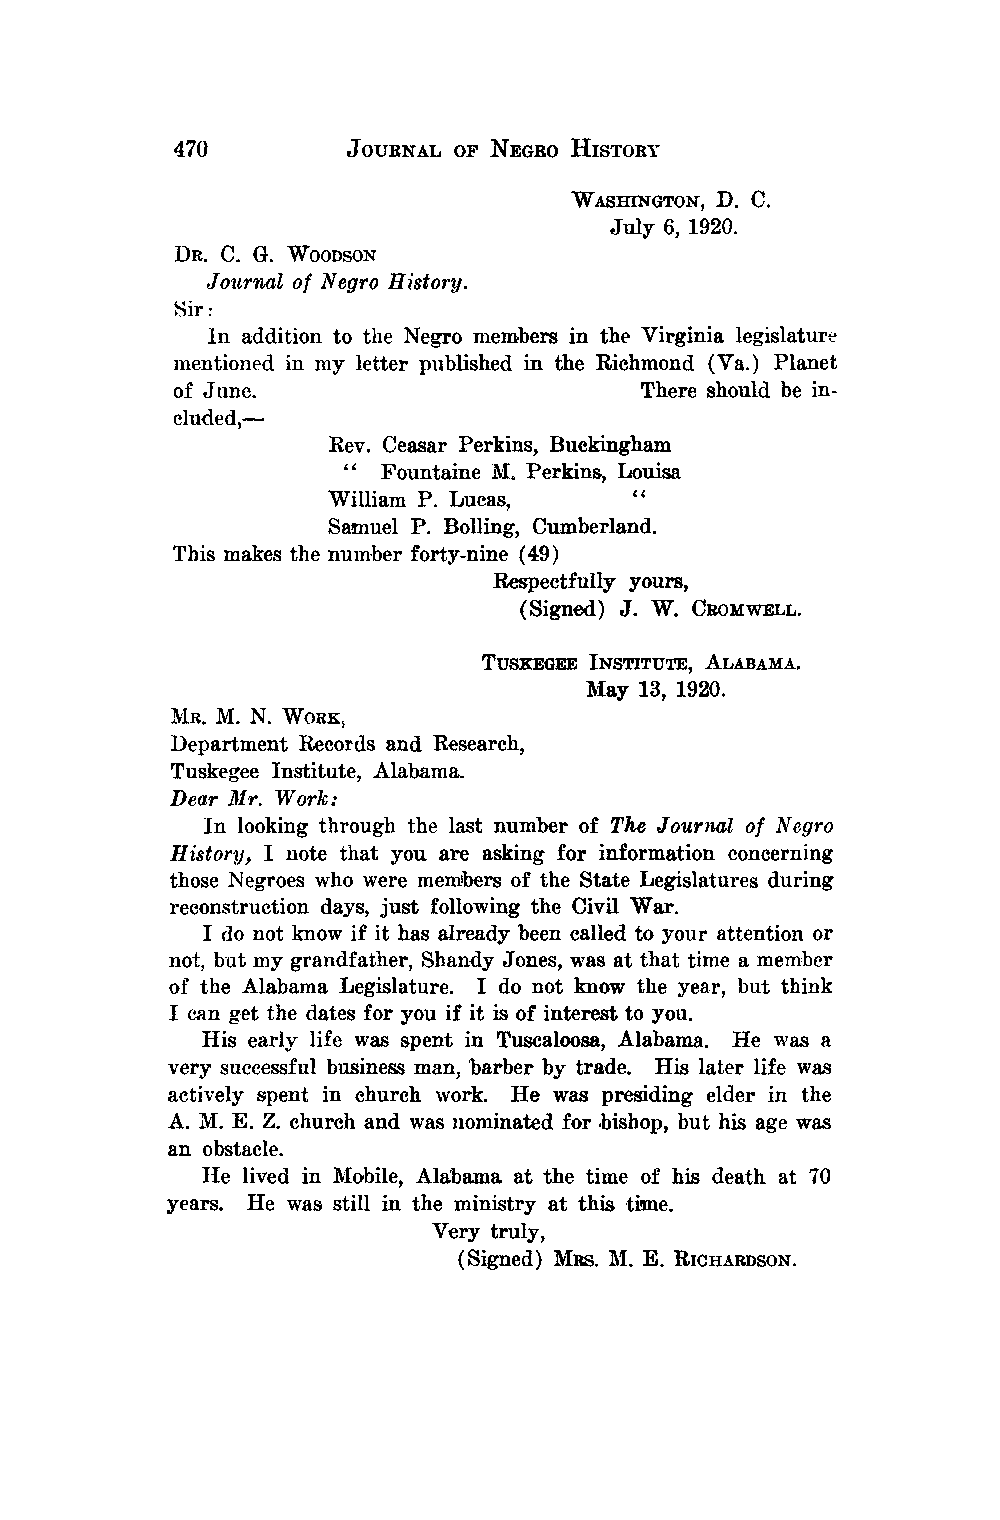 470 JOURNAL OF NEGRO HISTORY
WASHINGTON, D. C.
July 6, 1920.
DR. C. G. WOODSON
Journal of Negro History.
Sir:
In addition to the Negro members in the Virginia legislature
mentioned in my letter published in the Richmond (Va.) Planet
of June. There should be in-
cluded,—
Rev. Ceasar Perkins, Buckingham
“ Fountaine M. Perkins, Louisa
William P. Lucas, “
Samuel P. Bolling, Cumberland.
This makes the number forty-nine (49)
Respectfully yours,
(Signed) J. W. CROMWELL.
TUSKEGEE INSTITUTE, ALABAMA.
May 13, 1920.
MR. M. N. WORK,
Department Records and Research,
Tuskegee Institute, Alabama.
Dear Mr. Work:
In looking through the last number of The Journal of Negro
History, I note that you are asking for information concerning
those Negroes who were members of the State Legislatures during
reconstruction days, just following the Civil War.
I do not know if it has already been called to your attention or
not, but my grandfather, Shandy Jones, was at that time a member
of the Alabama Legislature. I do not know the year, but think
I can get the dates for you if it is of interest to you.
His early life was spent in Tuscaloosa, Alabama. He was a
very successful business man, barber by trade. His later life was
actively spent in church work. He was presiding elder in the
A. M. E. Z. church and was nominated for bishop, but his age was
an obstacle.
He lived in Mobile, Alabama at the time of his death at 70
years. He was still in the ministry at this time.
Very truly,
(Signed) MRS. M. E. RICHARDSON.